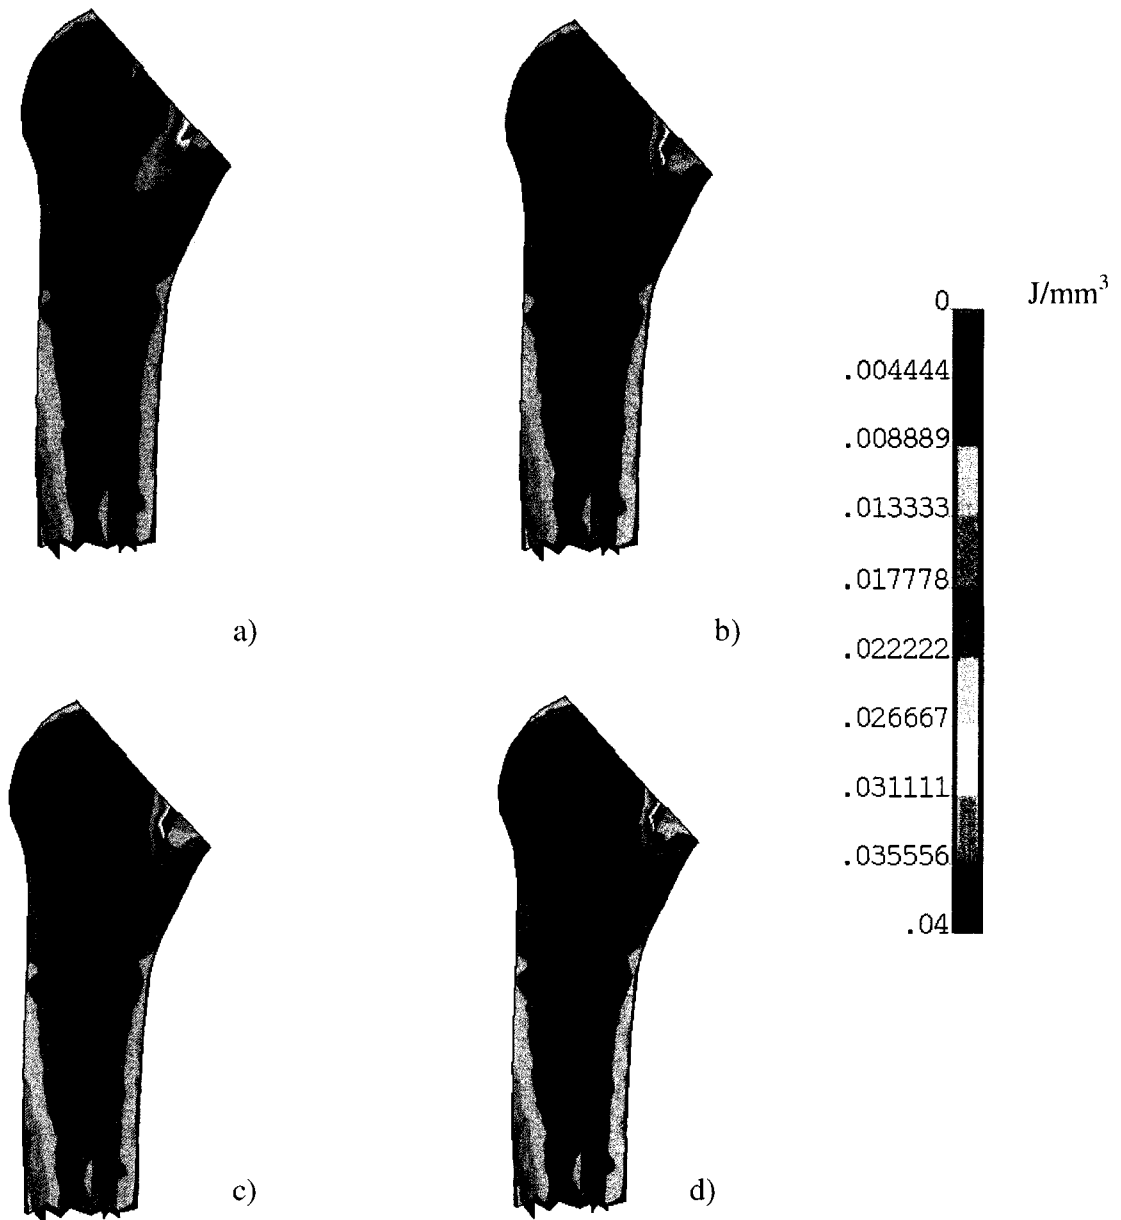 0
J/mm³
.004444
.008889
.013333
.017778
.022222
.026667
.031111
.035556
.04
a)
b)
c)
d)